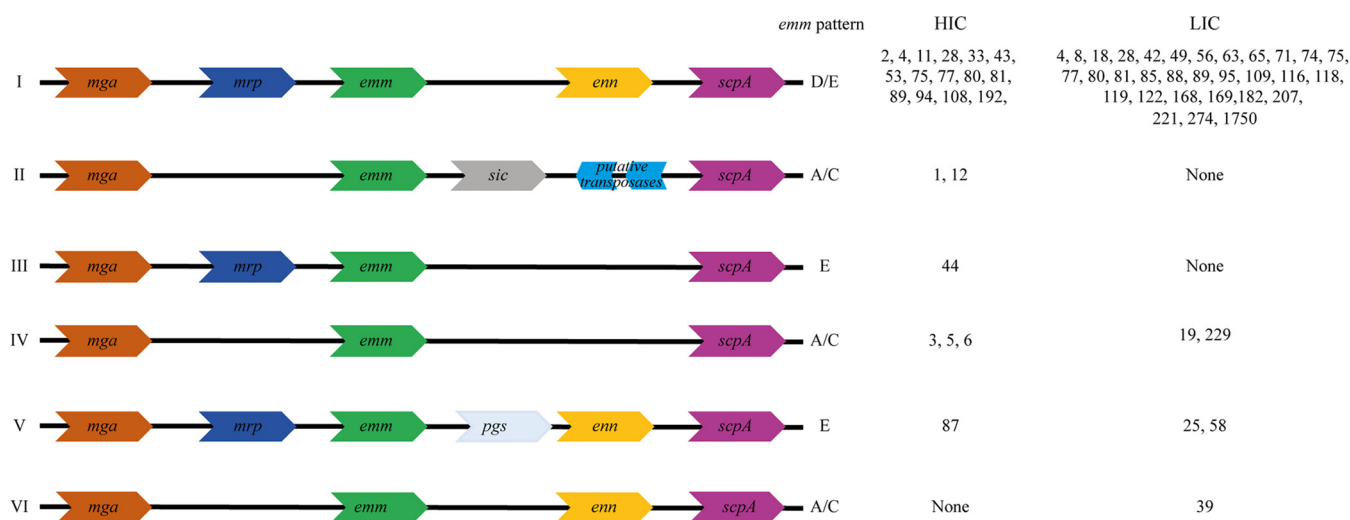 emm pattern HIC LIC
2, 4, 11, 28, 33, 43, 4, 8, 18, 28, 42, 49, 56, 63, 65, 71, 74, 75,
I mga mrp emm enn scpA D/E 53, 75, 77, 80, 81, 77, 80, 81, 85, 88, 89, 95, 109, 116, 118,
89, 94, 108, 192, 119, 122, 168, 169,182, 207,
221, 274, 1750
II mga emm sic putative transposases scpA A/C 1, 12 None
III mga mrp emm scpA E 44 None
IV mga emm scpA A/C 3, 5, 6 19, 229
V mga mrp emm pgs enn scpA E 87 25, 58
VI mga emm enn scpA A/C None 39